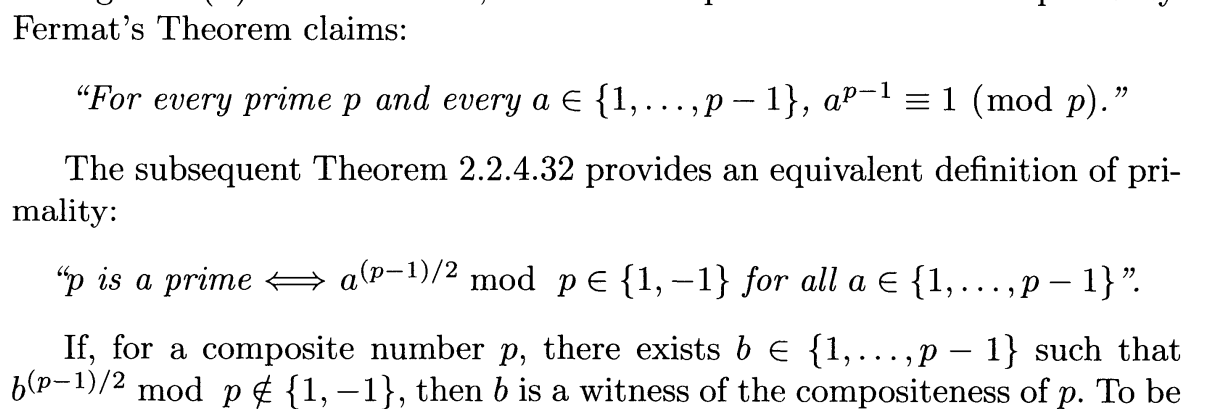 Fermat's Theorem claims:
"For every prime p and every a ∈ {1, . . . , p − 1}, a^{p−1} ≡ 1 (mod p)."
The subsequent Theorem 2.2.4.32 provides an equivalent definition of pri-
mality:
"p is a prime ⟺ a^{(p−1)/2} mod p ∈ {1, −1} for all a ∈ {1, . . . , p − 1}".
If, for a composite number p, there exists b ∈ {1, . . . , p − 1} such that
b^{(p−1)/2} mod p ∉ {1, −1}, then b is a witness of the compositeness of p. To be